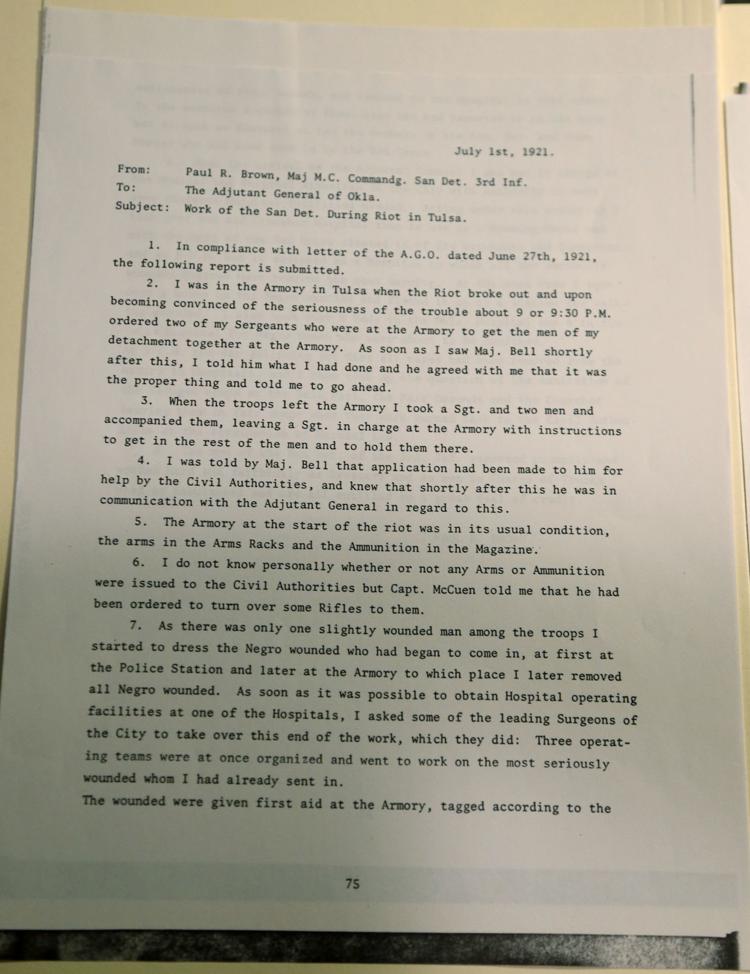 July 1st, 1921.
From: Paul R. Brown, Maj M.C. Commandg. San Det. 3rd Inf.
To: The Adjutant General of Okla.
Subject: Work of the San Det. During Riot in Tulsa.
1. In compliance with letter of the A.G.O. dated June 27th, 1921,
the following report is submitted.
2. I was in the Armory in Tulsa when the Riot broke out and upon
becoming convinced of the seriousness of the trouble about 9 or 9:30 P.M.
ordered two of my Sergeants who were at the Armory to get the men of my
detachment together at the Armory. As soon as I saw Maj. Bell shortly
after this, I told him what I had done and he agreed with me that it was
the proper thing and told me to go ahead.
3. When the troops left the Armory I took a Sgt. and two men and
accompanied them, leaving a Sgt. in charge at the Armory with instructions
to get in the rest of the men and to hold them there.
4. I was told by Maj. Bell that application had been made to him for
help by the Civil Authorities, and knew that shortly after this he was in
communication with the Adjutant General in regard to this.
5. The Armory at the start of the riot was in its usual condition,
the arms in the Arms Racks and the Ammunition in the Magazine.
6. I do not know personally whether or not any Arms or Ammunition
were issued to the Civil Authorities but Capt. McCuen told me that he had
been ordered to turn over some Rifles to them.
7. As there was only one slightly wounded man among the troops I
started to dress the Negro wounded who had began to come in, at first at
the Police Station and later at the Armory to which place I later removed
all Negro wounded. As soon as it was possible to obtain Hospital operating
facilities at one of the Hospitals, I asked some of the leading Surgeons of
the City to take over this end of the work, which they did: Three operat-
ing teams were at once organized and went to work on the most seriously
wounded whom I had already sent in.
The wounded were given first aid at the Armory, tagged according to the
75